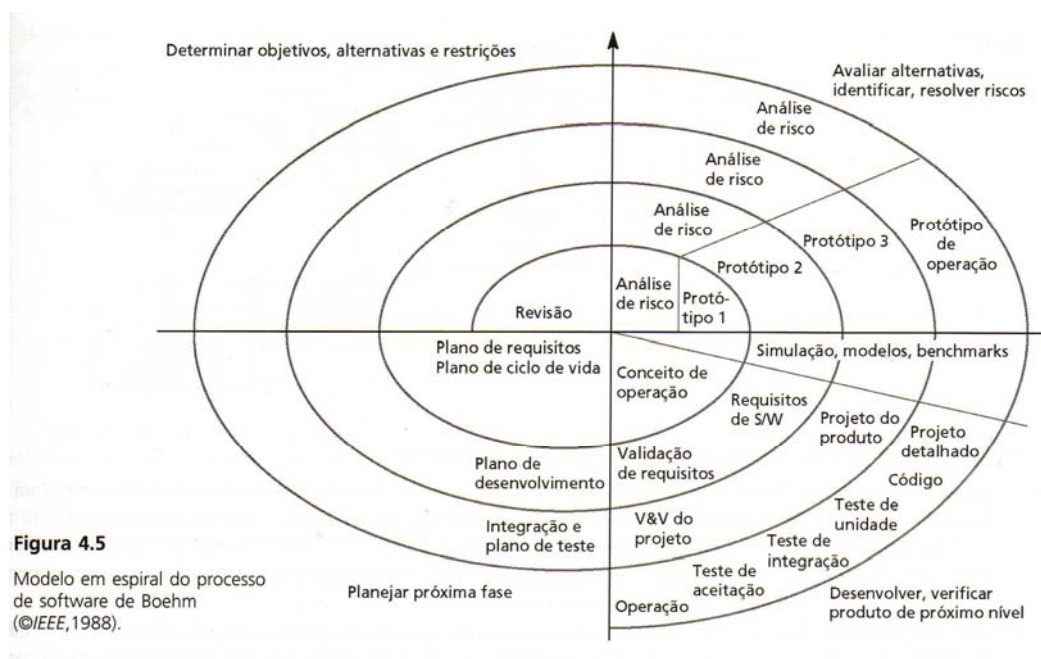 Determinar objetivos, alternativas e restrições
Avaliar alternativas,
identificar, resolver riscos
Análise
de risco
Análise
de risco
Análise
de risco
Protótipo
de
operação
Protótipo 3
Protótipo 2
Análise
de risco
Protó-
tipo 1
Revisão
Plano de requisitos
Plano de ciclo de vida
Simulação, modelos, benchmarks
Conceito de
operação
Requisitos
de S/W
Projeto do
produto
Projeto
detalhado
Plano de
desenvolvimento
Validação
de requisitos
Código
Teste de
unidade
Integração e
plano de teste
V&V do
projeto
Teste de
integração
Teste de
aceitação
Operação
Planejar próxima fase
Desenvolver, verificar
produto de próximo nível
Figura 4.5
Modelo em espiral do processo
de software de Boehm
(©IEEE,1988).